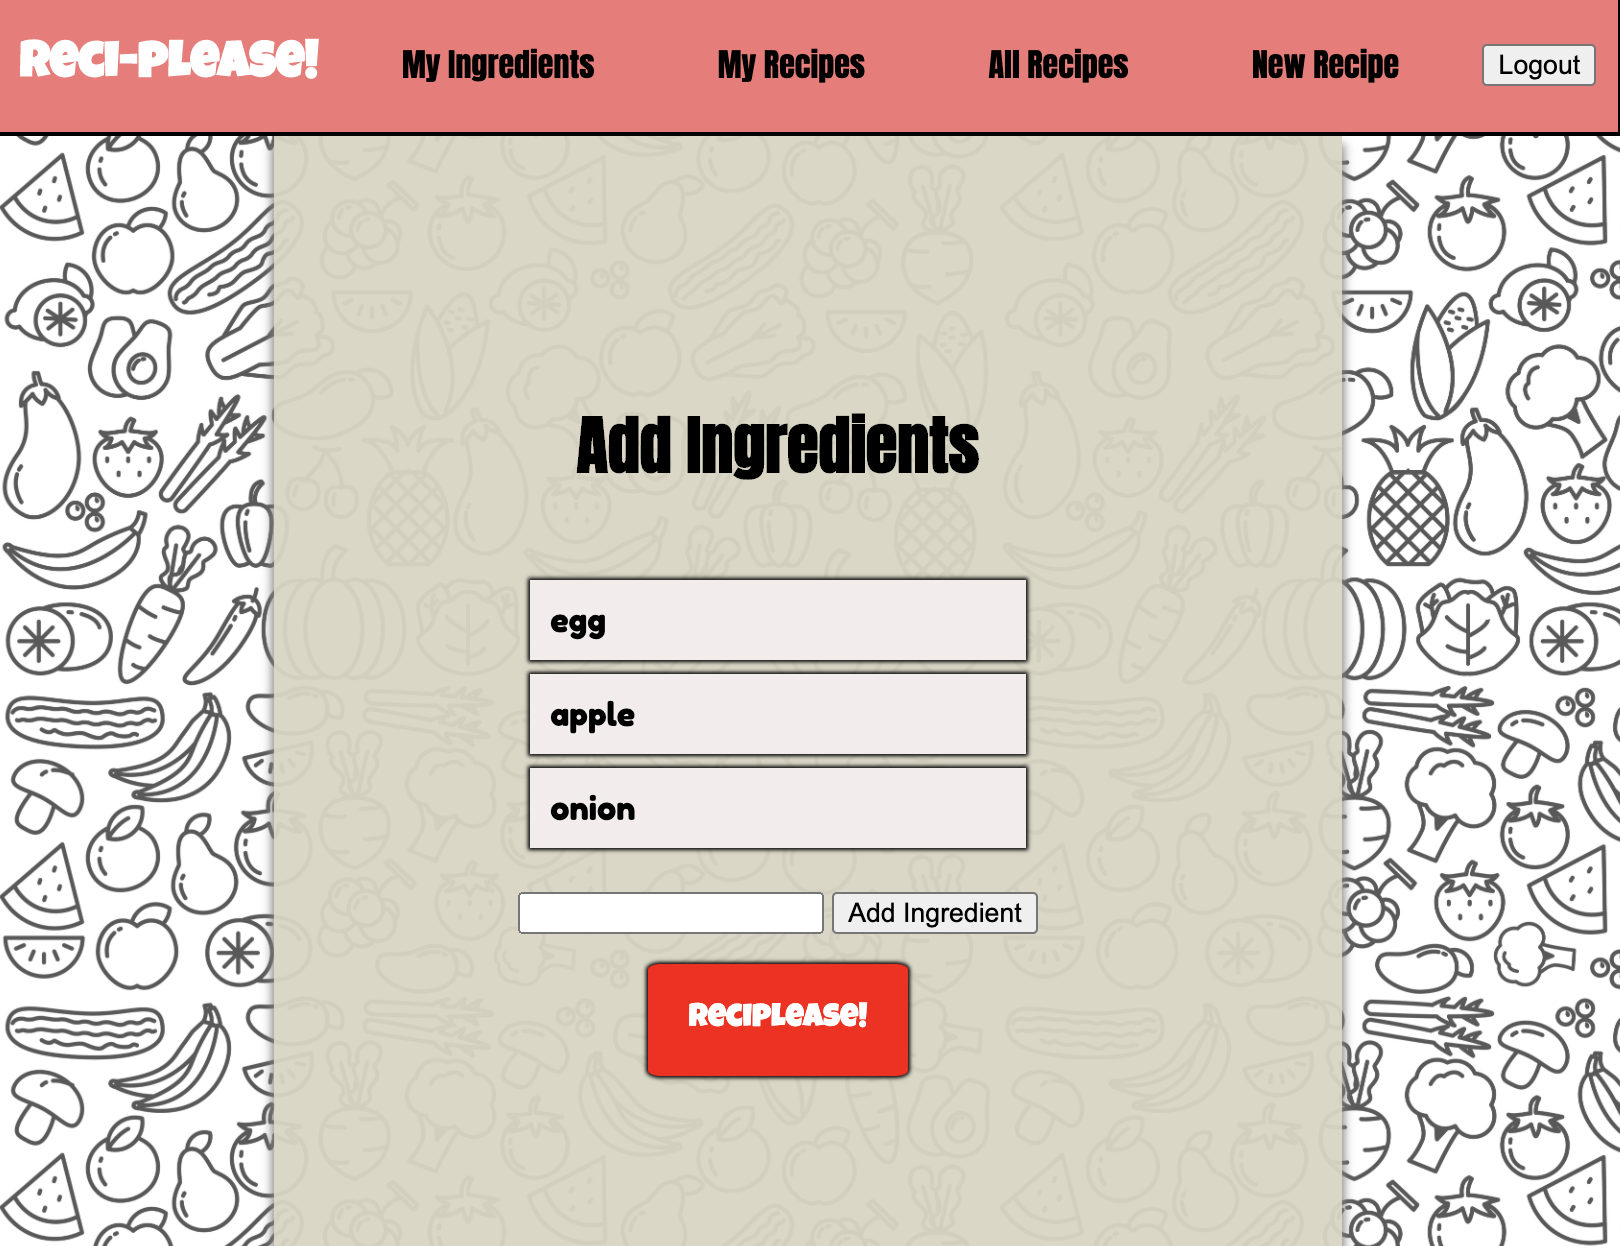 Reci-Please!
My Ingredients
My Recipes
All Recipes
New Recipe
Logout
Add Ingredients
egg
apple
onion
Add Ingredient
ReciPlease!